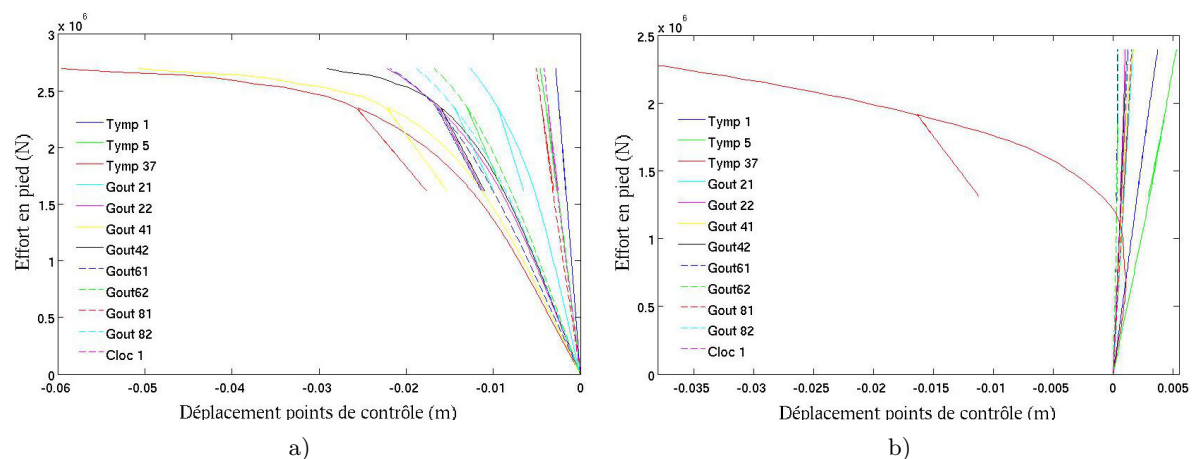 x 10 6
3
2.5
2
1.5
1
0.5
0
Effort en pied (N)
Tymp 1
Tymp 5
Tymp 37
Gout 21
Gout 22
Gout 41
Gout42
Gout61
Gout62
Gout 81
Gout 82
Cloc 1
-0.06 -0.05 -0.04 -0.03 -0.02 -0.01 0
Déplacement points de contrôle (m)
a)
x 10 6
2.5
2
1.5
1
0.5
0
Effort en pied (N)
Tymp 1
Tymp 5
Tymp 37
Gout 21
Gout 22
Gout 41
Gout42
Gout61
Gout62
Gout 81
Gout 82
Cloc 1
-0.035 -0.03 -0.025 -0.02 -0.015 -0.01 -0.005 0 0.005
Déplacement points de contrôle (m)
b)